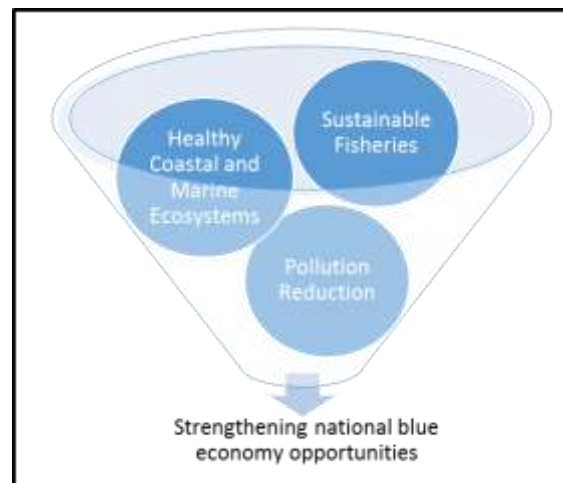 Sustainable
Fisheries
Healthy
Coastal and
Marine
Ecosystems
Pollution
Reduction
Strengthening national blue
economy opportunities